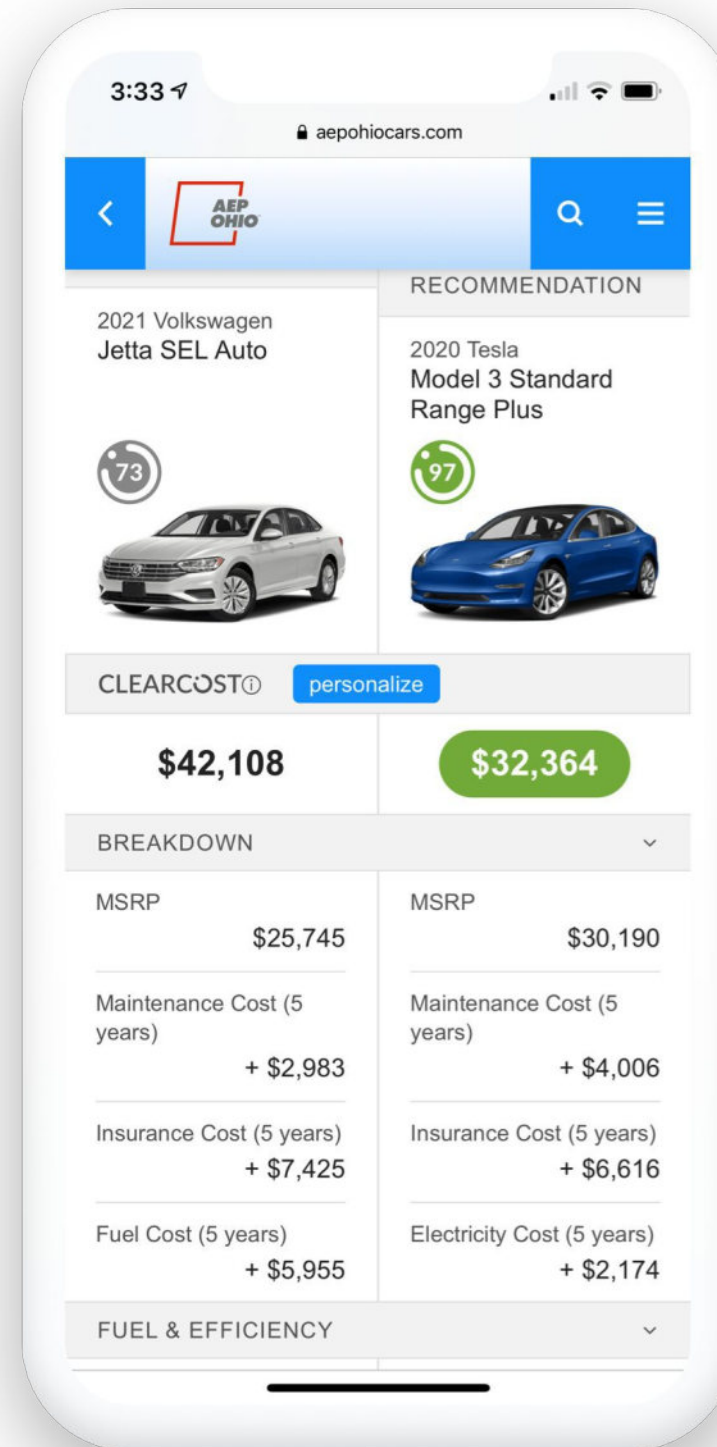 3:33
aepohiocars.com
AEP
OHIO
RECOMMENDATION
2021 Volkswagen
Jetta SEL Auto
2020 Tesla
Model 3 Standard
Range Plus
73
97
CLEARCOST
personalize
$42,108
$32,364
BREAKDOWN
MSRP
$25,745
MSRP
$30,190
Maintenance Cost (5
years)
+ $2,983
Maintenance Cost (5
years)
+ $4,006
Insurance Cost (5 years)
+ $7,425
Insurance Cost (5 years)
+ $6,616
Fuel Cost (5 years)
+ $5,955
Electricity Cost (5 years)
+ $2,174
FUEL & EFFICIENCY